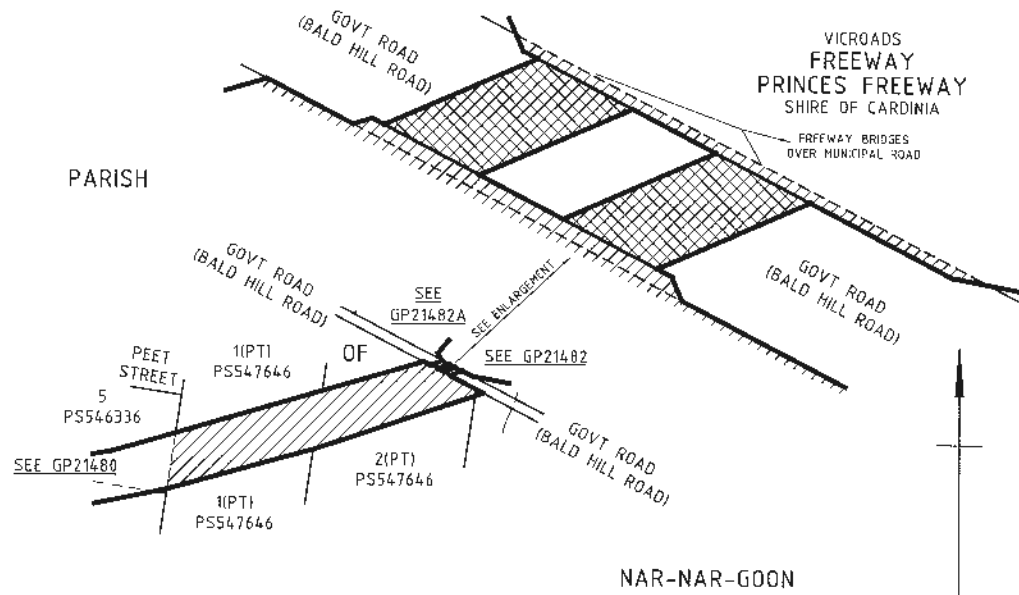 GOVT ROAD
(BALD HILL ROAD)
VICROADS
FREEWAY
PRINCES FREEWAY
SHIRE OF CARDINIA
FREEWAY BRIDGES
OVER MUNICIPAL ROAD
PARISH
GOVT ROAD
(BALD HILL ROAD)
SEE
GP21482A
SEE ENLARGEMENT
GOVT ROAD
(BALD HILL ROAD)
PEET
STREET
1(PT)
PS547646
OF
SEE GP21482
5
PS546336
GOVT ROAD
(BALD HILL ROAD)
SEE GP21480
2(PT)
PS547646
1(PT)
PS547646
NAR-NAR-GOON